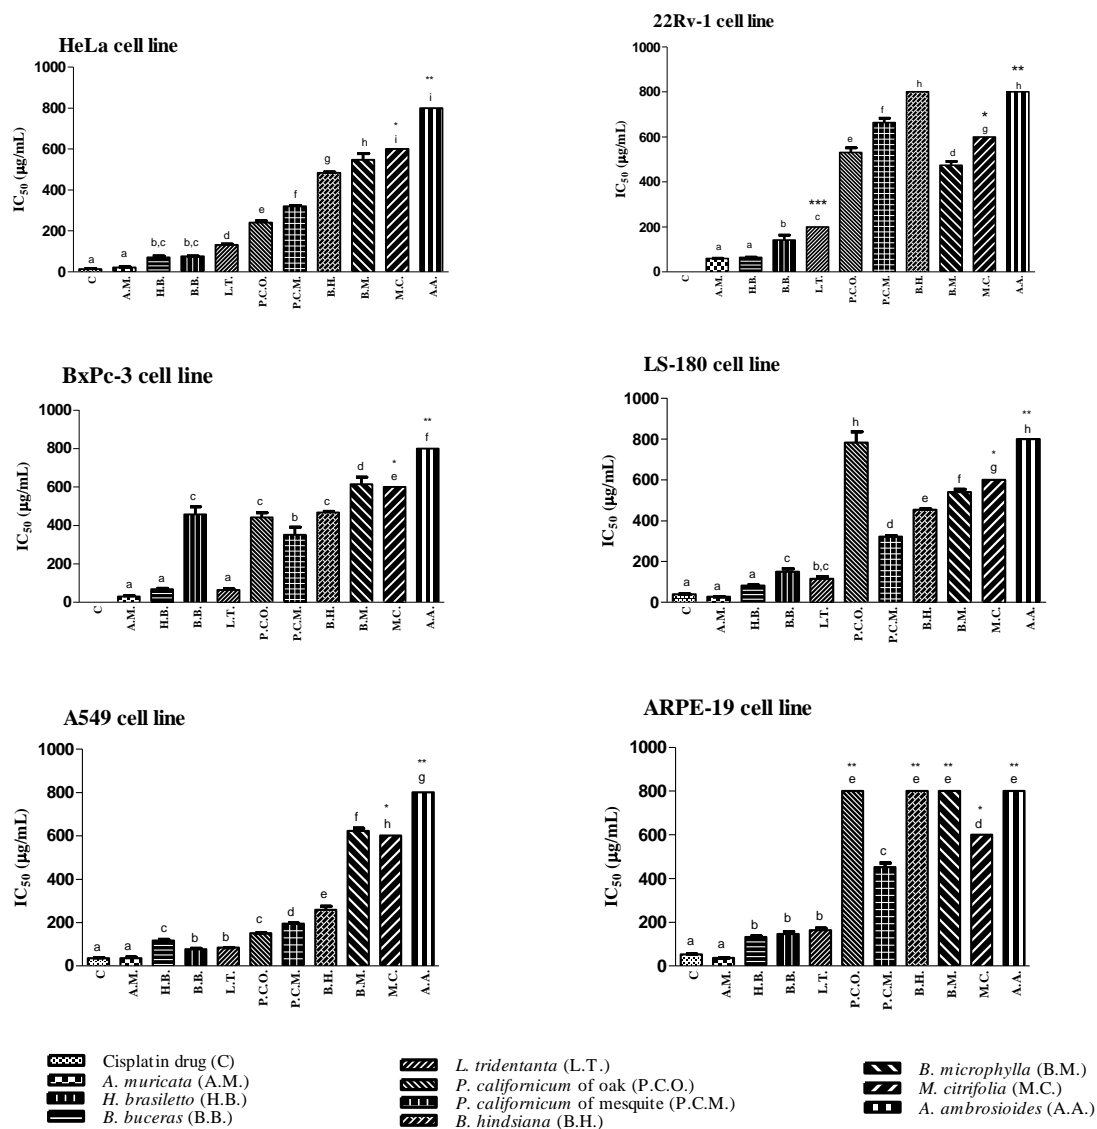 HeLa cell line
IC50 (µg/mL)
1000
800
600
400
200
0
a
a
b,c
b,c
d
e
f
g
h
*
i
**
i
C
A.M.
H.B.
B.B.
L.T.
P.C.O.
P.C.M.
B.H.
B.M.
M.C.
A.A.
22Rv-1 cell line
IC50 (µg/mL)
1000
800
600
400
200
0
a
a
b
***
c
e
f
h
d
*
g
**
h
C
A.M.
H.B.
B.B.
L.T.
P.C.O.
P.C.M.
B.H.
B.M.
M.C.
A.A.
BxPc-3 cell line
IC50 (µg/mL)
1000
800
600
400
200
0
a
a
c
a
c
b
c
d
*
e
**
f
C
A.M.
H.B.
B.B.
L.T.
P.C.O.
P.C.M.
B.H.
B.M.
M.C.
A.A.
LS-180 cell line
IC50 (µg/mL)
1000
800
600
400
200
0
a
a
a
c
b,c
h
d
e
f
*
g
**
h
C
A.M.
H.B.
B.B.
L.T.
P.C.O.
P.C.M.
B.H.
B.M.
M.C.
A.A.
A549 cell line
IC50 (µg/mL)
1000
800
600
400
200
0
a
a
c
b
b
c
d
e
f
*
h
**
g
C
A.M.
H.B.
B.B.
L.T.
P.C.O.
P.C.M.
B.H.
B.M.
M.C.
A.A.
ARPE-19 cell line
IC50 (µg/mL)
1000
800
600
400
200
0
a
a
b
b
b
**
e
c
**
e
**
e
*
d
**
e
C
A.M.
H.B.
B.B.
L.T.
P.C.O.
P.C.M.
B.H.
B.M.
M.C.
A.A.
Cisplatin drug (C)
A. muricata (A.M.)
H. brasiletto (H.B.)
B. buceras (B.B.)
L. tridentanta (L.T.)
P. californicum of oak (P.C.O.)
P. californicum of mesquite (P.C.M.)
B. hindsiana (B.H.)
B. microphylla (B.M.)
M. citrifolia (M.C.)
A. ambrosioides (A.A.)